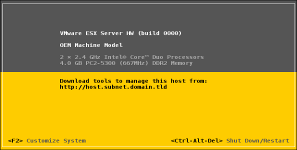 VMware ESX Server HW (build 0000)
OEM Machine Model
2 × 2.4 GHz Intel® Core™ Duo Processors
4.0 GB PC2-5300 (667MHz) DDR2 Memory
Download tools to manage this host from:
http://host.subnet.domain.tld
<F2> Customize System
<Ctrl-Alt-Del> Shut Down/Restart